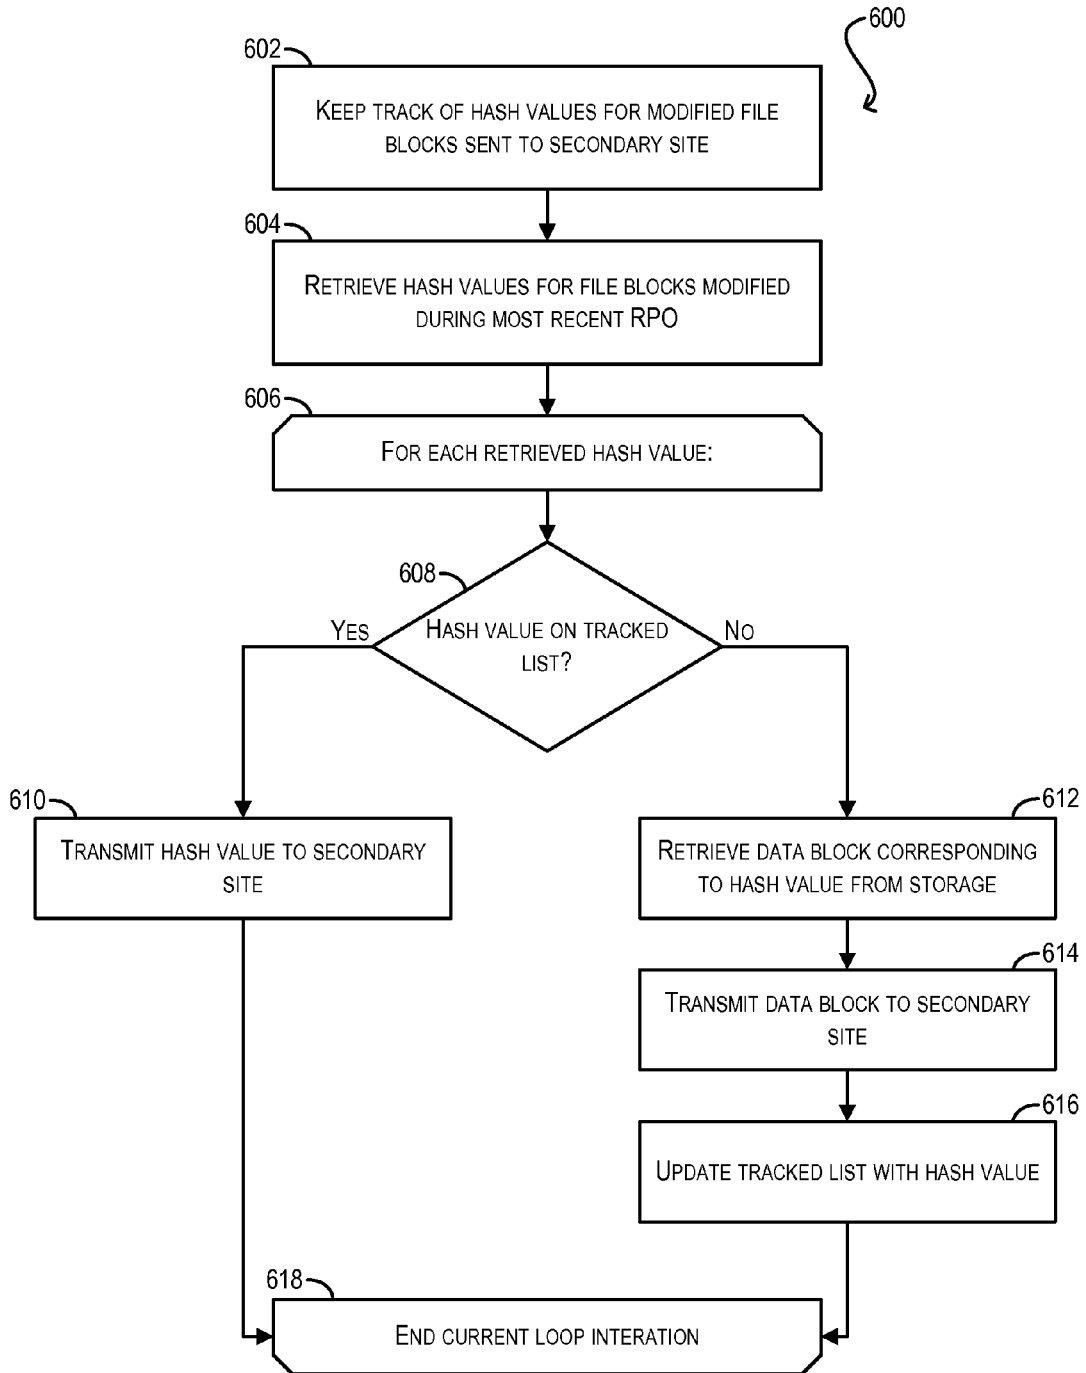 600
602
KEEP TRACK OF HASH VALUES FOR MODIFIED FILE
BLOCKS SENT TO SECONDARY SITE
604
RETRIEVE HASH VALUES FOR FILE BLOCKS MODIFIED
DURING MOST RECENT RPO
606
FOR EACH RETRIEVED HASH VALUE:
608
HASH VALUE ON TRACKED
LIST?
YES
NO
610
TRANSMIT HASH VALUE TO SECONDARY
SITE
612
RETRIEVE DATA BLOCK CORRESPONDING
TO HASH VALUE FROM STORAGE
614
TRANSMIT DATA BLOCK TO SECONDARY
SITE
616
UPDATE TRACKED LIST WITH HASH VALUE
618
END CURRENT LOOP INTERATION